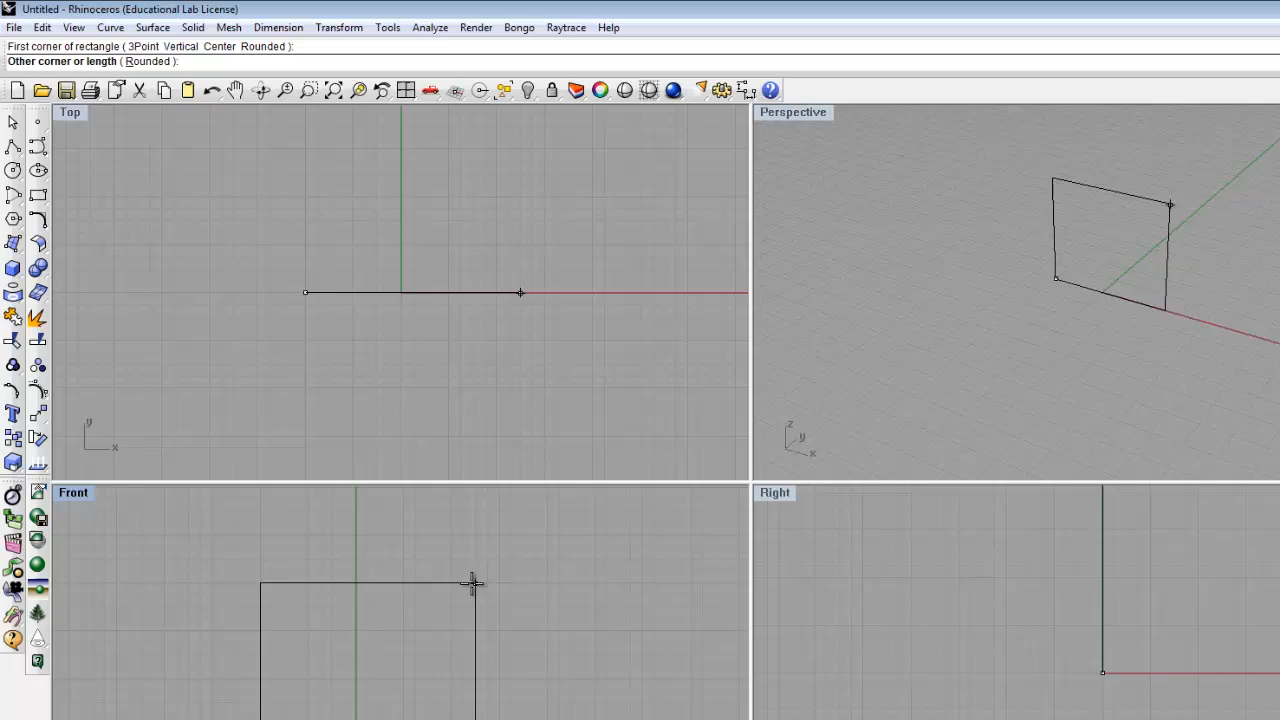 Untitled - Rhinoceros (Educational Lab License)
File Edit View Curve Surface Solid Mesh Dimension Transform Tools Analyze Render Bongo Raytrace Help
First corner of rectangle ( 3Point Vertical Center Rounded ):
Other corner or length ( Rounded ):
Top
Perspective
y
x
z
y
x
Front
Right